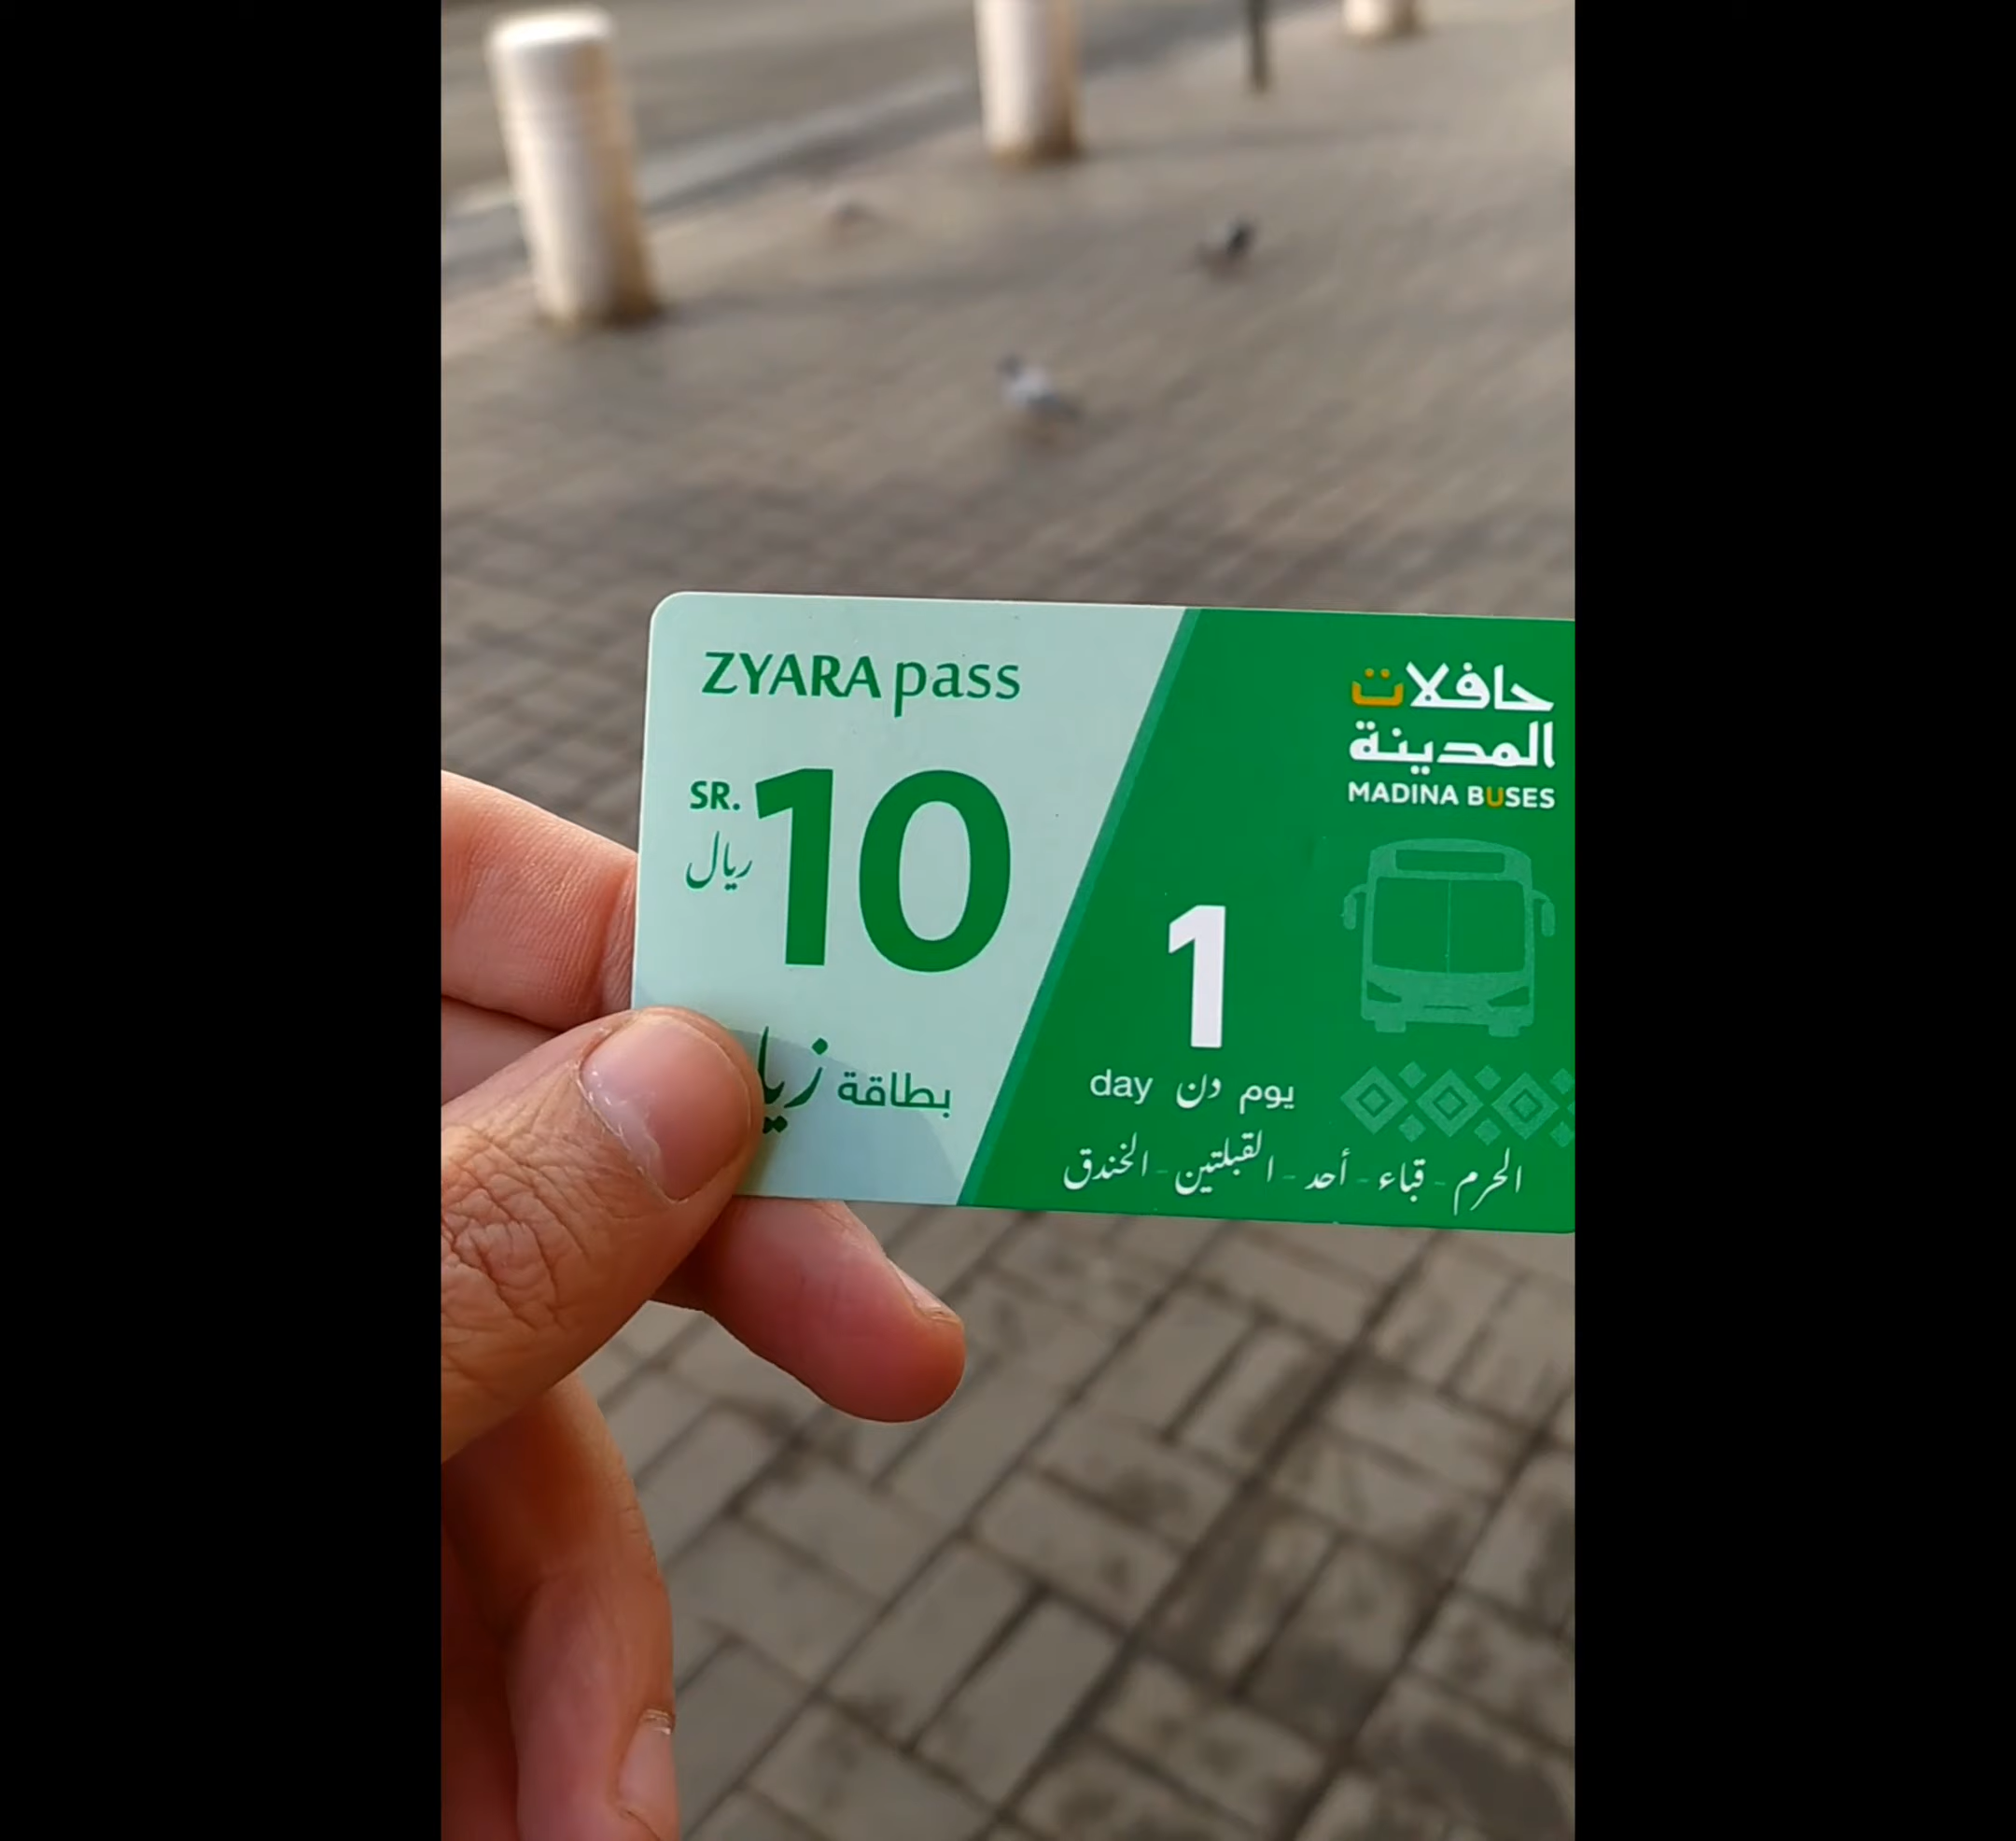 ZYARA pass
SR. 10
ريال
بطاقة
حافلات
المدينة
MADINA BUSES
1
يوم دن day
الحرم - قباء - أحد - القبلتين - الخندق